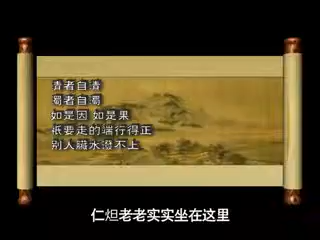 清者自清
濁者自濁
如是因 如是果
祇要走的端行得正
別人髒水潑不上
仁炟老老实实坐在这里